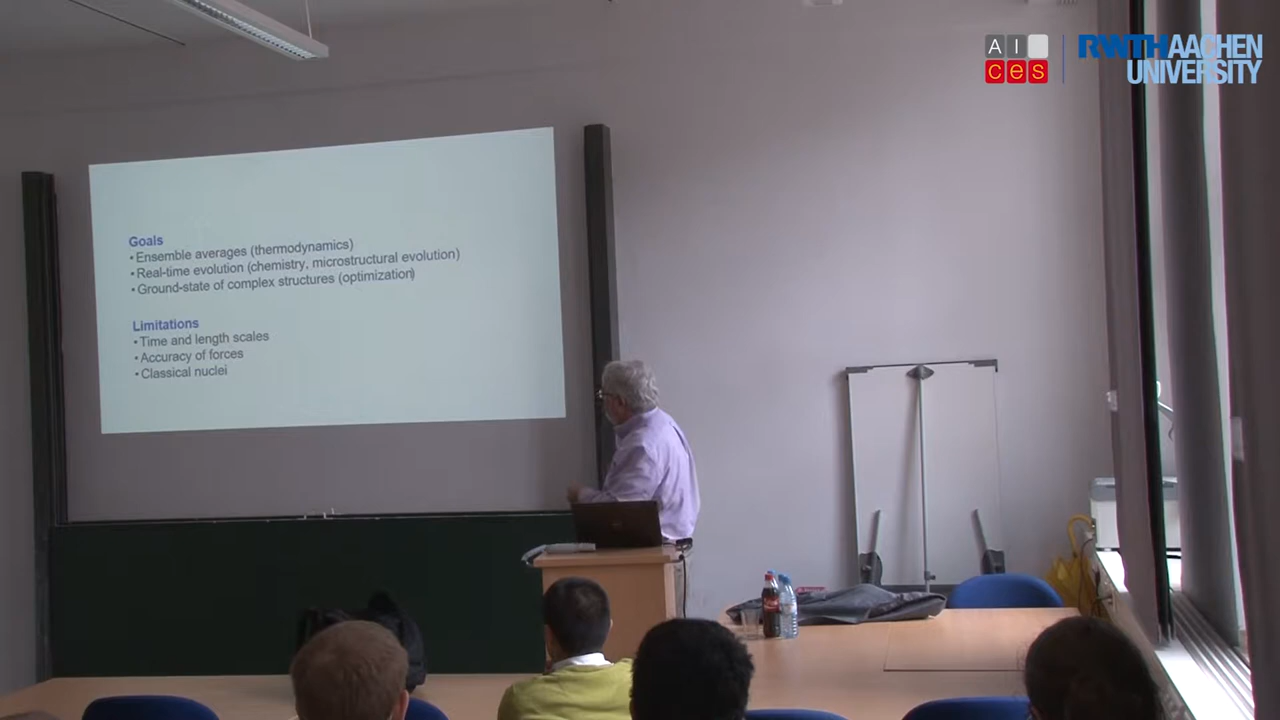 AI
ces
RWTHAACHEN
UNIVERSITY
Goals
• Ensemble averages (thermodynamics)
• Real-time evolution (chemistry, microstructural evolution)
• Ground-state of complex structures (optimization)
Limitations
• Time and length scales
• Accuracy of forces
• Classical nuclei